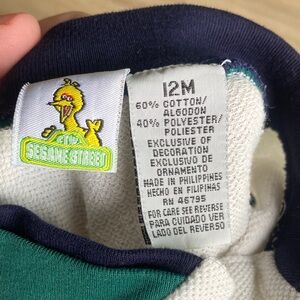 SESAME STREET
12M
60% COTTON/
ALGODON
40% POLYESTER/
POLIESTER
EXCLUSIVE OF
DECORATION
EXCLUSIVO DE
ORNAMENTO
MADE IN PHILIPPINES
HECHO EN FILIPINAS
RN 46795
FOR CARE SEE REVERSE
PARA CUIDADO VER
LADO DEL REVERSO